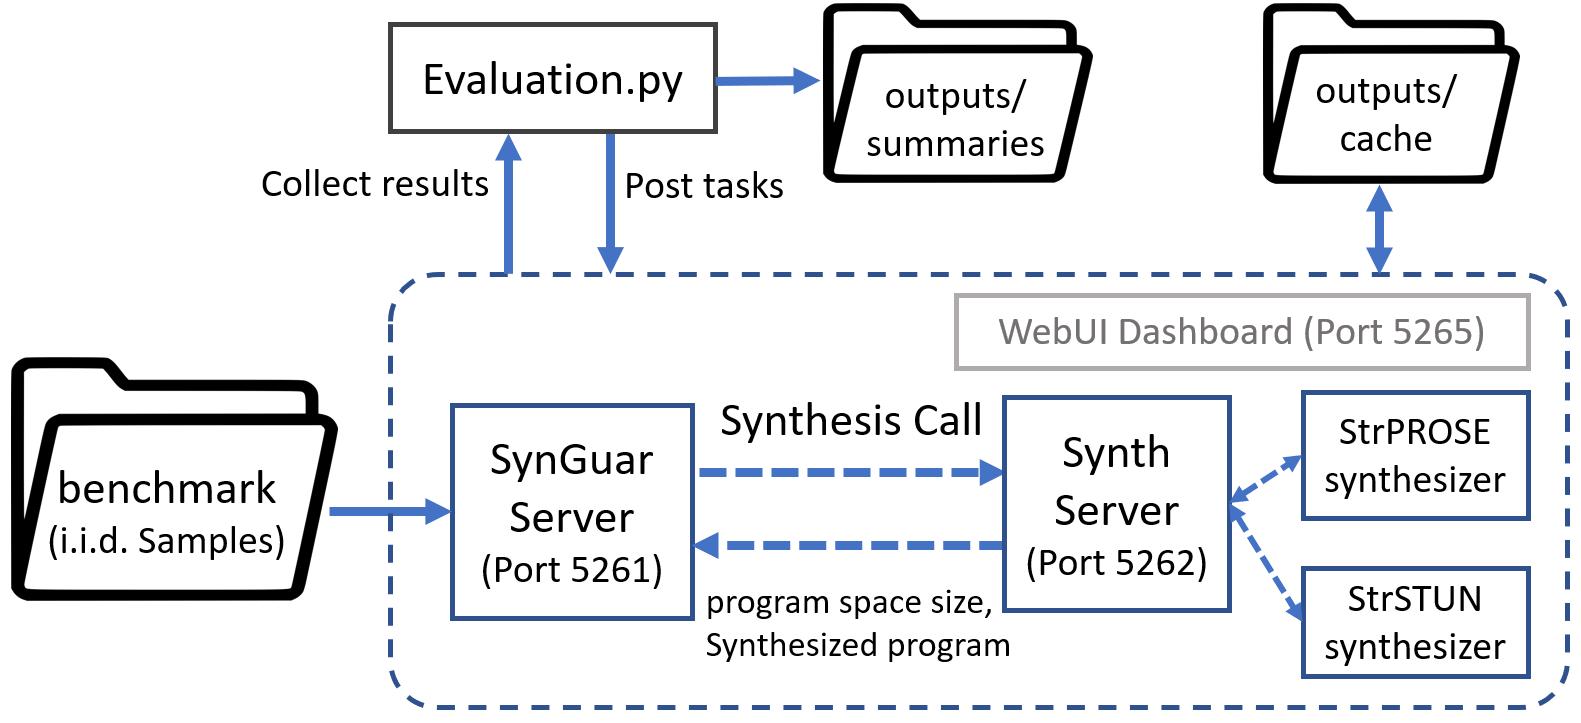 Evaluation.py
outputs/
summaries
outputs/
cache
Collect results
Post tasks
WebUI Dashboard (Port 5265)
benchmark
(i.i.d. Samples)
SynGuar
Server
(Port 5261)
Synthesis Call
program space size,
Synthesized program
Synth
Server
(Port 5262)
StrPROSE
synthesizer
StrSTUN
synthesizer